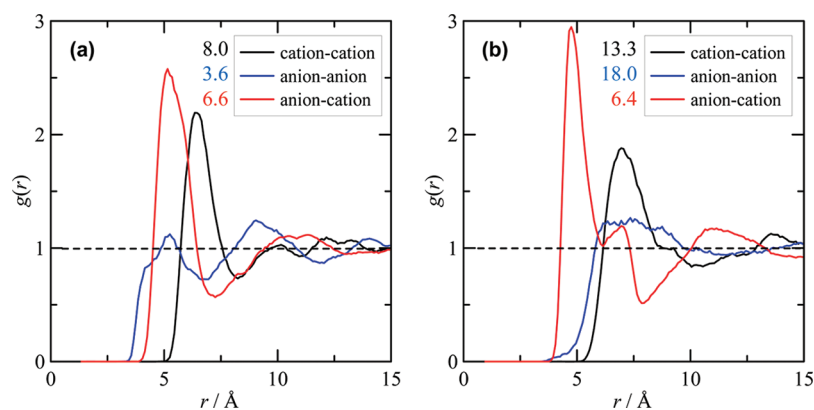 3
(a)
8.0
cation-cation
3.6
anion-anion
6.6
anion-cation
2
g(r)
1
0
0
5
10
15
r / Å
3
(b)
13.3
cation-cation
18.0
anion-anion
6.4
anion-cation
2
g(r)
1
0
0
5
10
15
r / Å